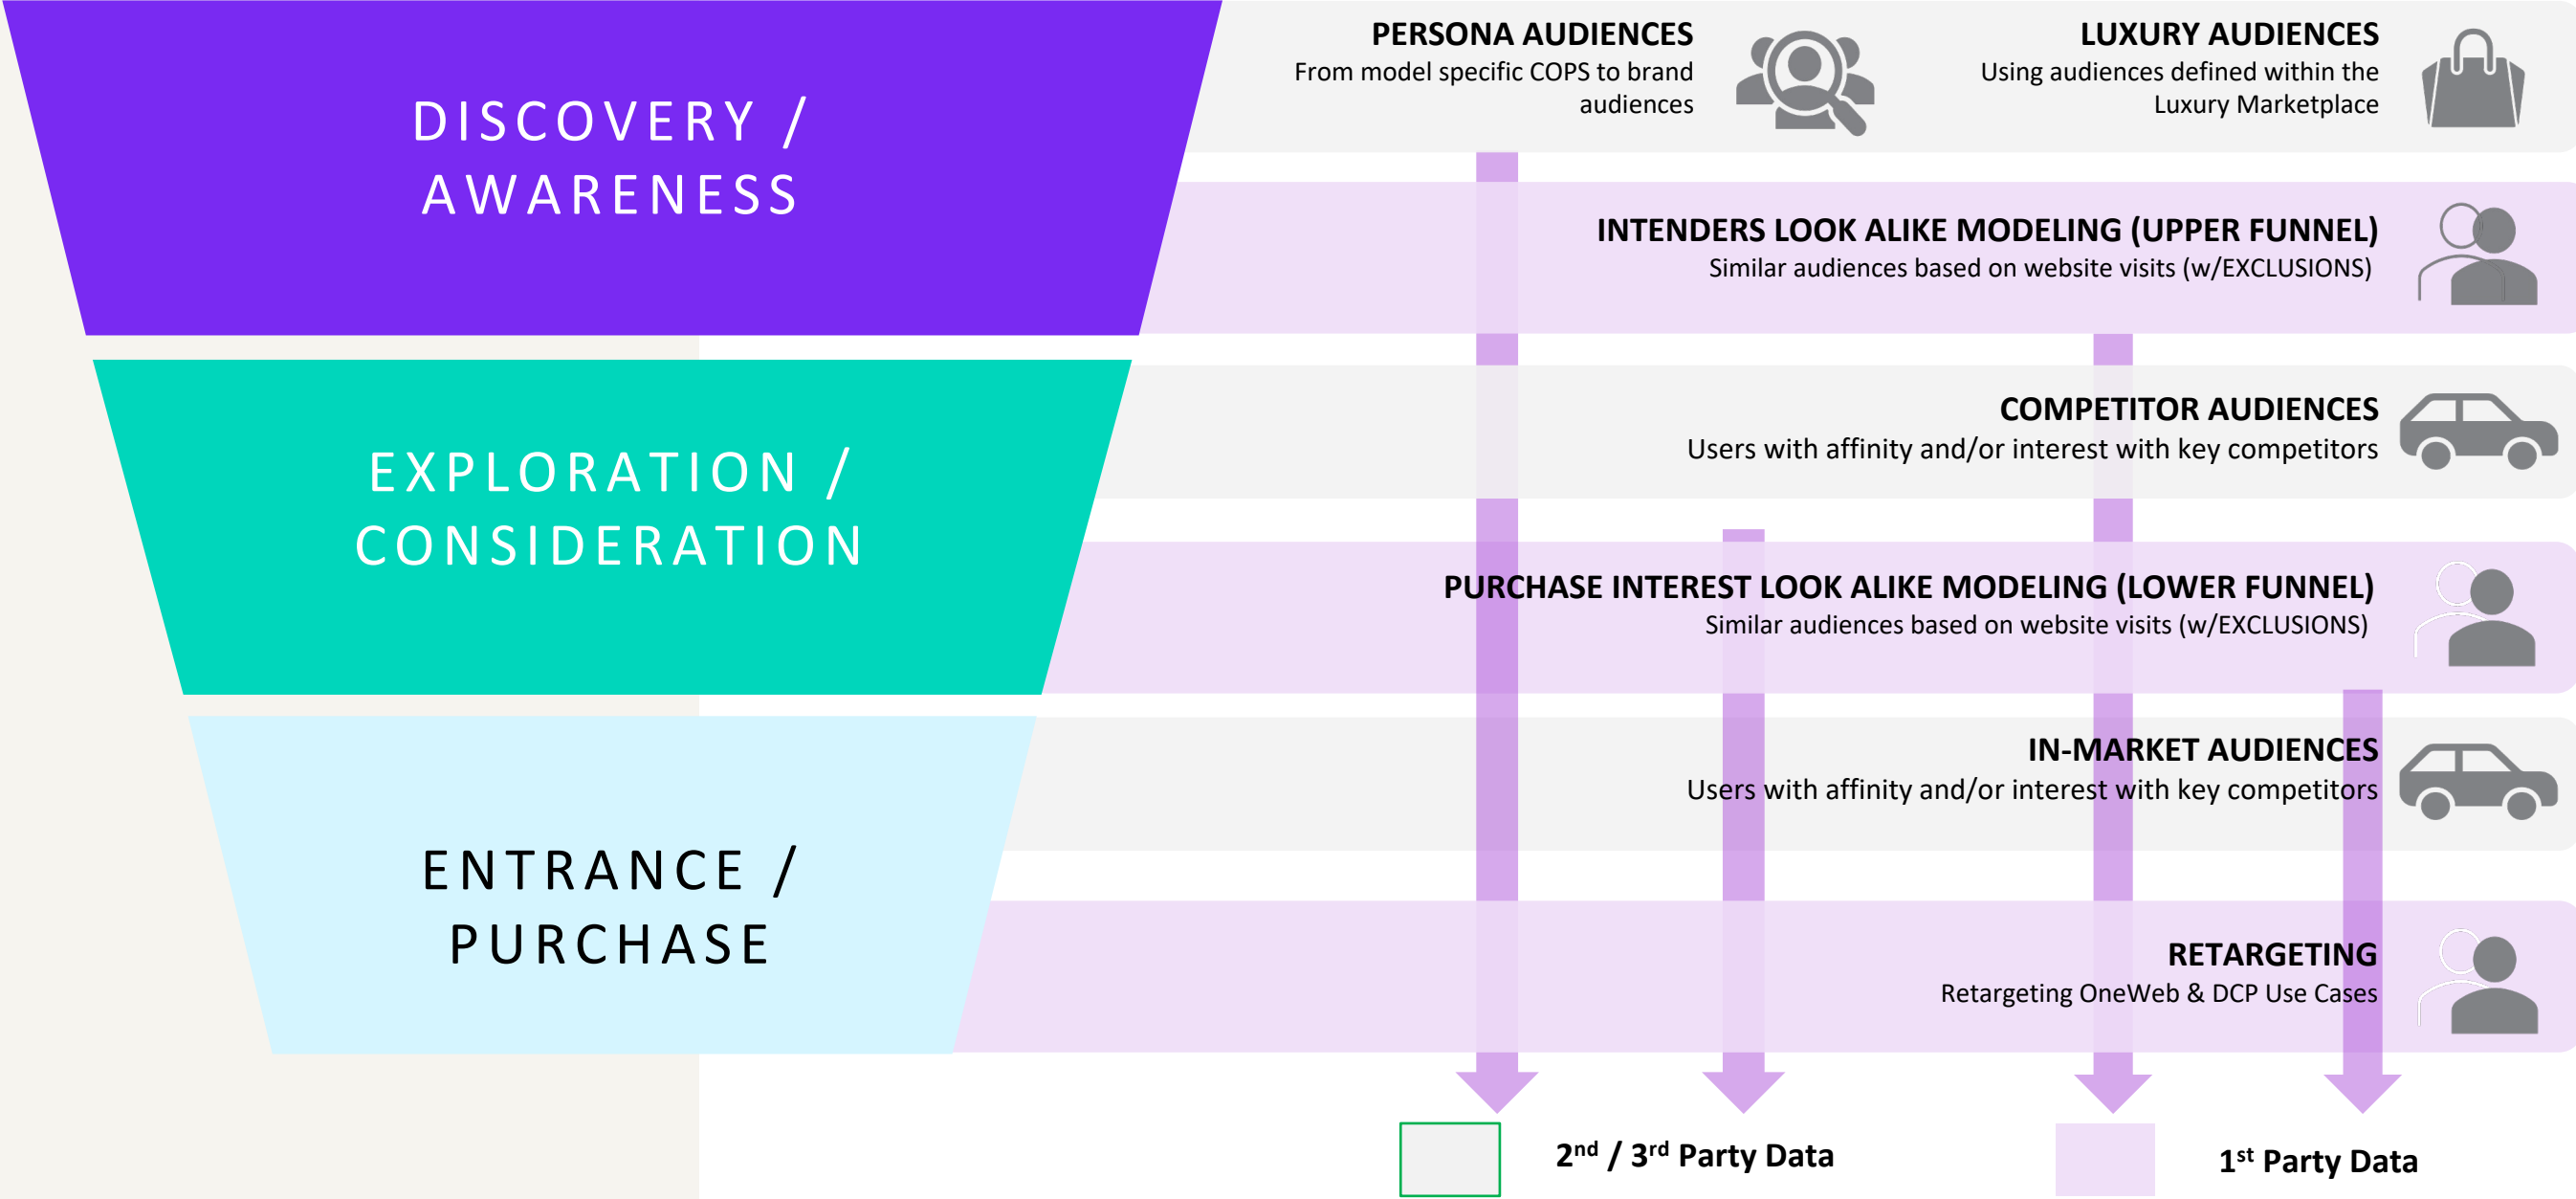 DISCOVERY /
AWARENESS
PERSONA AUDIENCES
From model specific COPS to brand
audiences
LUXURY AUDIENCES
Using audiences defined within the
Luxury Marketplace
INTENDERS LOOK ALIKE MODELING (UPPER FUNNEL)
Similar audiences based on website visits (w/EXCLUSIONS)
EXPLORATION /
CONSIDERATION
COMPETITOR AUDIENCES
Users with affinity and/or interest with key competitors
PURCHASE INTEREST LOOK ALIKE MODELING (LOWER FUNNEL)
Similar audiences based on website visits (w/EXCLUSIONS)
ENTRANCE /
PURCHASE
IN-MARKET AUDIENCES
Users with affinity and/or interest with key competitors
RETARGETING
Retargeting OneWeb & DCP Use Cases
2nd / 3rd Party Data
1st Party Data